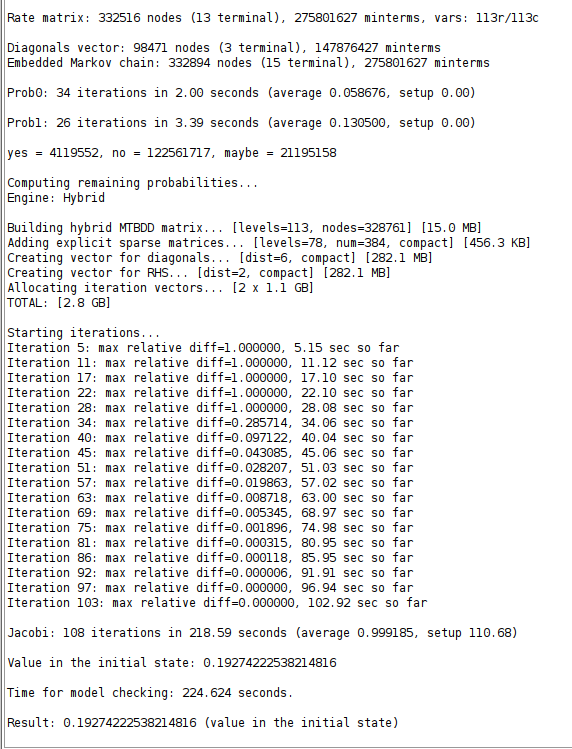 Rate matrix: 332516 nodes (13 terminal), 275801627 minterms, vars: 113r/113c
Diagonals vector: 98471 nodes (3 terminal), 147876427 minterms
Embedded Markov chain: 332894 nodes (15 terminal), 275801627 minterms
Prob0: 34 iterations in 2.00 seconds (average 0.058676, setup 0.00)
Prob1: 26 iterations in 3.39 seconds (average 0.130500, setup 0.00)
yes = 4119552, no = 122561717, maybe = 21195158
Computing remaining probabilities...
Engine: Hybrid
Building hybrid MTBDD matrix... [levels=113, nodes=328761] [15.0 MB]
Adding explicit sparse matrices... [levels=78, num=384, compact] [456.3 KB]
Creating vector for diagonals... [dist=6, compact] [282.1 MB]
Creating vector for RHS... [dist=2, compact] [282.1 MB]
Allocating iteration vectors... [2 x 1.1 GB]
TOTAL: [2.8 GB]
Starting iterations...
Iteration 5: max relative diff=1.000000, 5.15 sec so far
Iteration 11: max relative diff=1.000000, 11.12 sec so far
Iteration 17: max relative diff=1.000000, 17.10 sec so far
Iteration 22: max relative diff=1.000000, 22.10 sec so far
Iteration 28: max relative diff=1.000000, 28.08 sec so far
Iteration 34: max relative diff=0.285714, 34.06 sec so far
Iteration 40: max relative diff=0.097122, 40.04 sec so far
Iteration 45: max relative diff=0.043085, 45.06 sec so far
Iteration 51: max relative diff=0.028207, 51.03 sec so far
Iteration 57: max relative diff=0.019863, 57.02 sec so far
Iteration 63: max relative diff=0.008718, 63.00 sec so far
Iteration 69: max relative diff=0.005345, 68.97 sec so far
Iteration 75: max relative diff=0.001896, 74.98 sec so far
Iteration 81: max relative diff=0.000315, 80.95 sec so far
Iteration 86: max relative diff=0.000118, 85.95 sec so far
Iteration 92: max relative diff=0.000006, 91.91 sec so far
Iteration 97: max relative diff=0.000000, 96.94 sec so far
Iteration 103: max relative diff=0.000000, 102.92 sec so far
Jacobi: 108 iterations in 218.59 seconds (average 0.999185, setup 110.68)
Value in the initial state: 0.19274222538214816
Time for model checking: 224.624 seconds.
Result: 0.19274222538214816 (value in the initial state)